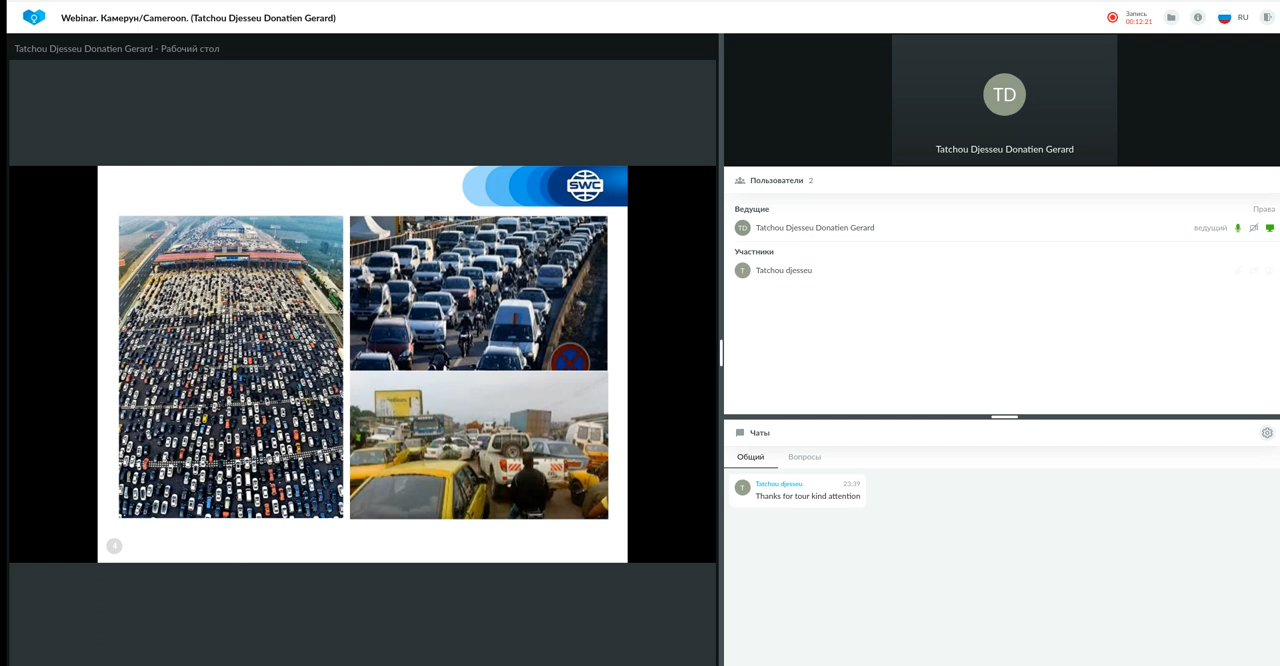 Webinar. Камерун/Cameroon. (Tatchou Djesseu Donatien Gerard)
Запись
00:12:21
RU
Tatchou Djesseu Donatien Gerard - Рабочий стол
SWC
4
TD
Tatchou Djesseu Donatien Gerard
Пользователи 2
Ведущие Права
TD Tatchou Djesseu Donatien Gerard ведущий
Участники
T Tatchou djesseu
Чаты
Общий Вопросы
T Tatchou djesseu 23:39
Thanks for tour kind attention